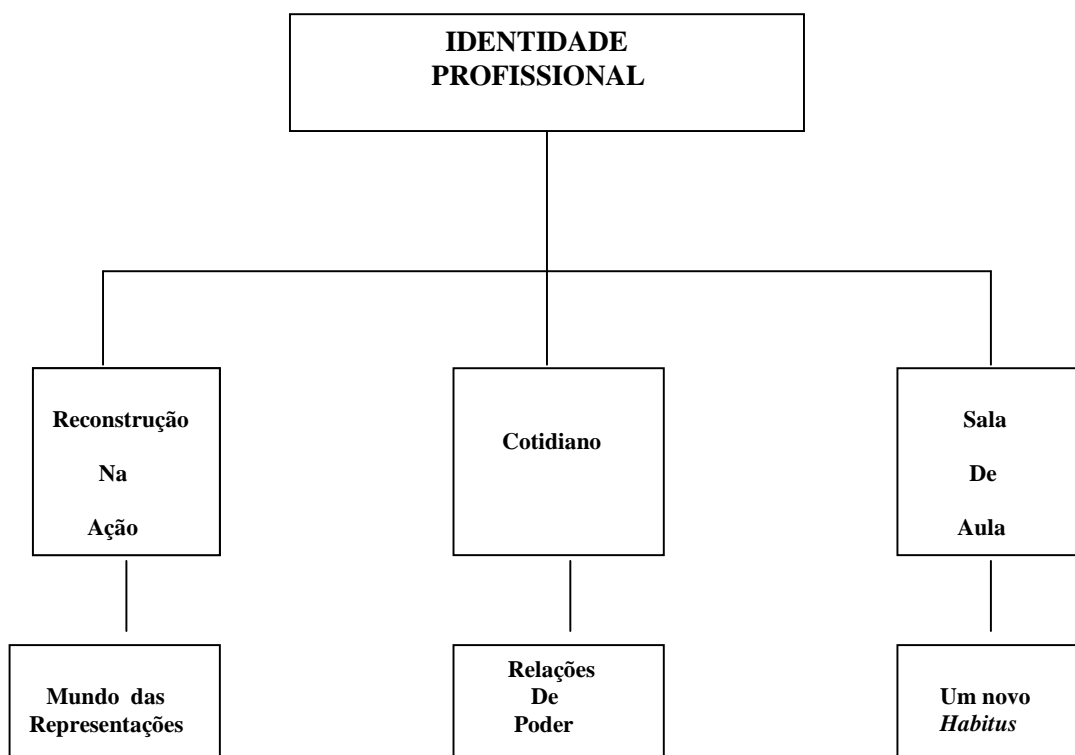 IDENTIDADE
PROFISSIONAL
Reconstrução
Na
Ação
Cotidiano
Sala
De
Aula
Mundo das
Representações
Relações
De
Poder
Um novo
Habitus